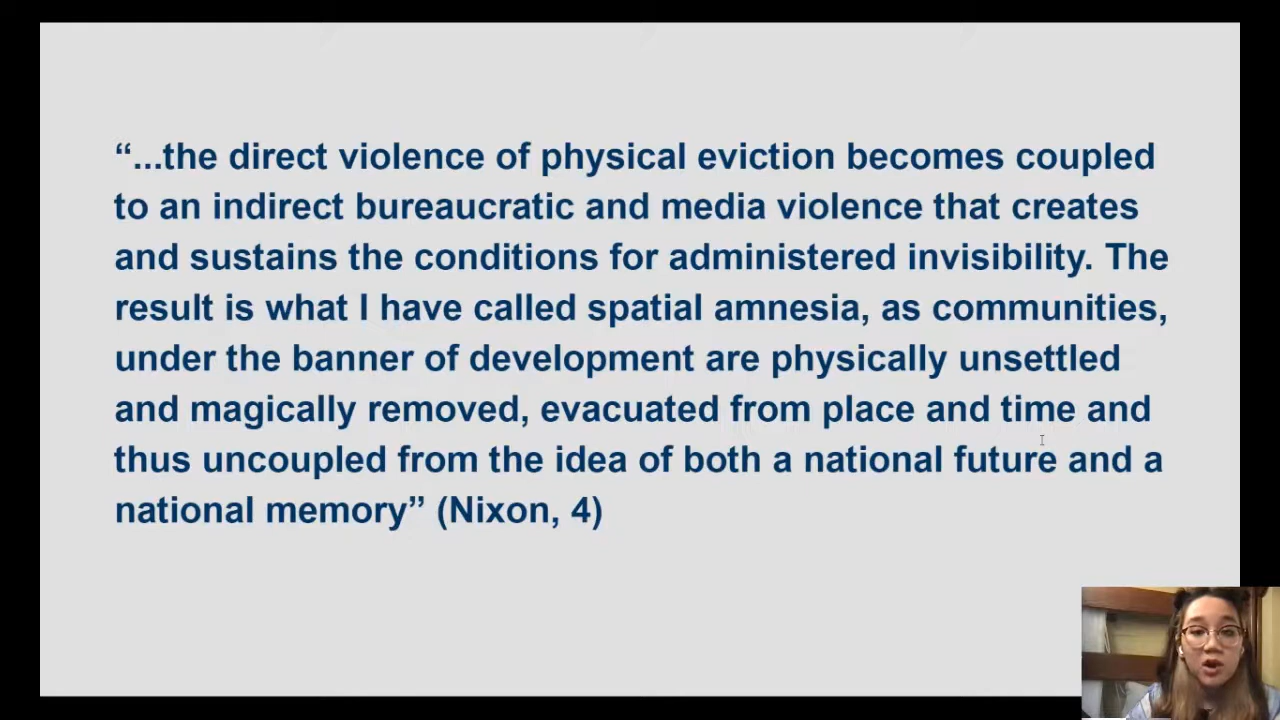 “...the direct violence of physical eviction becomes coupled
to an indirect bureaucratic and media violence that creates
and sustains the conditions for administered invisibility. The
result is what I have called spatial amnesia, as communities,
under the banner of development are physically unsettled
and magically removed, evacuated from place and time and
thus uncoupled from the idea of both a national future and a
national memory” (Nixon, 4)